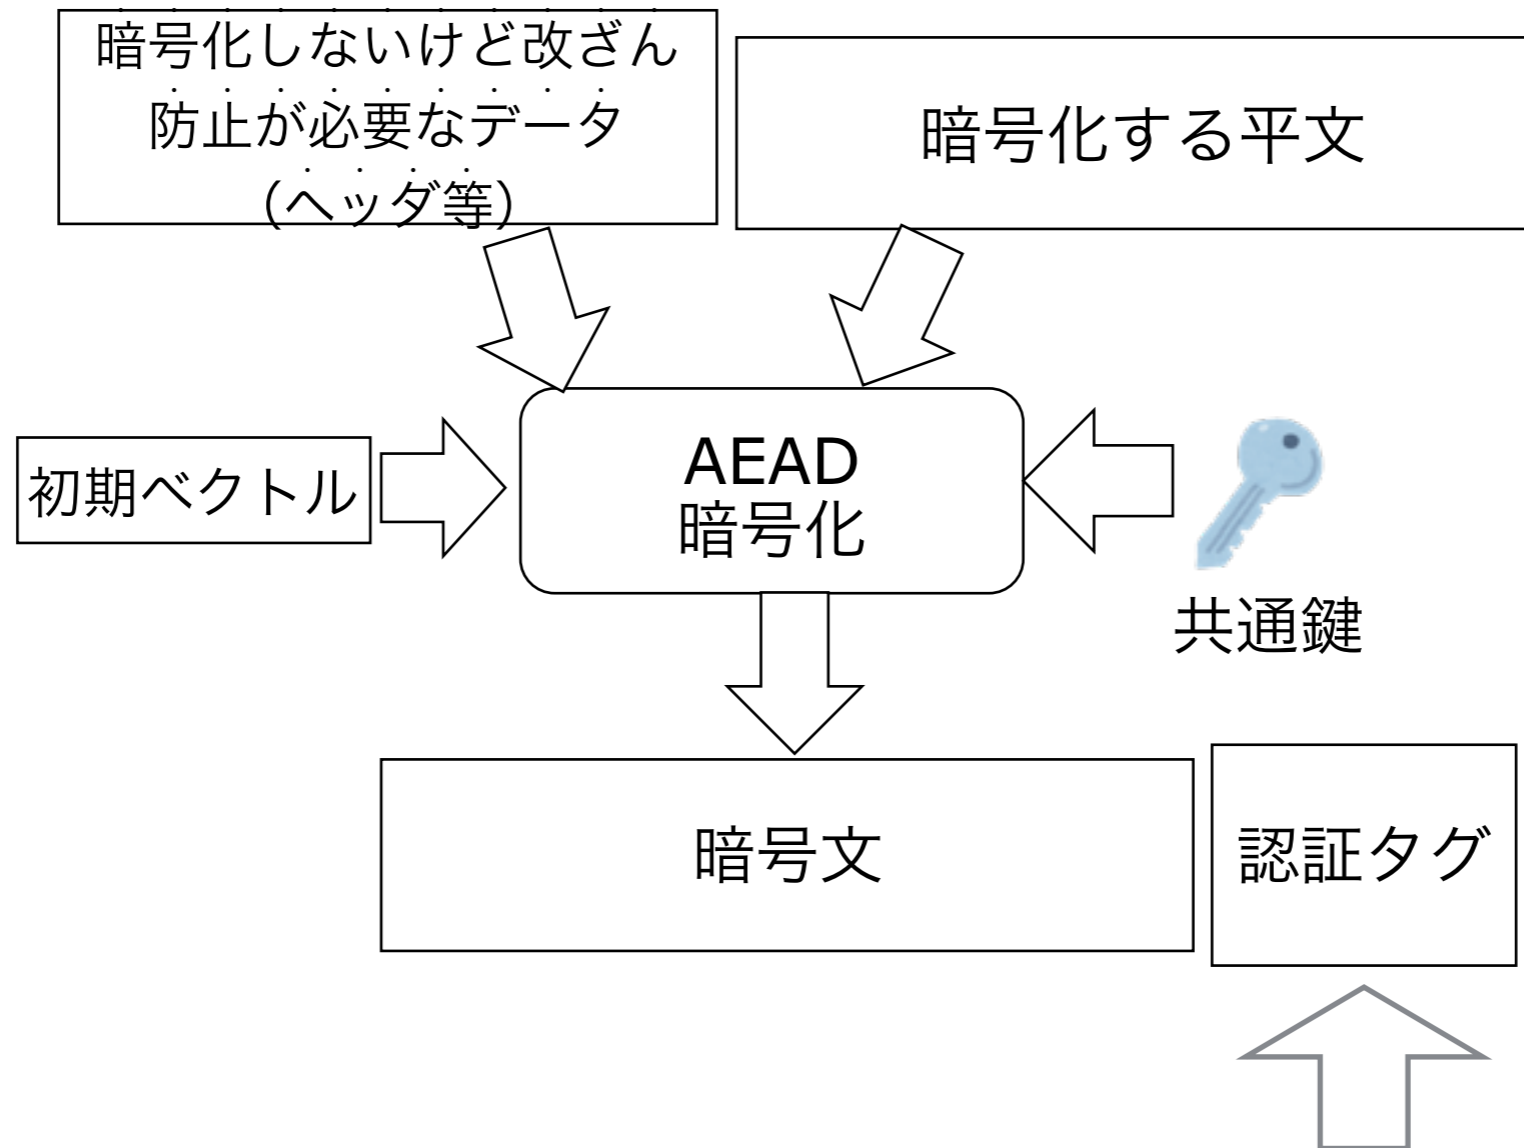 暗号化しないけど改ざん
防止が必要なデータ
(ヘッダ等)
暗号化する平文
初期ベクトル
AEAD
暗号化
共通鍵
暗号文
認証タグ